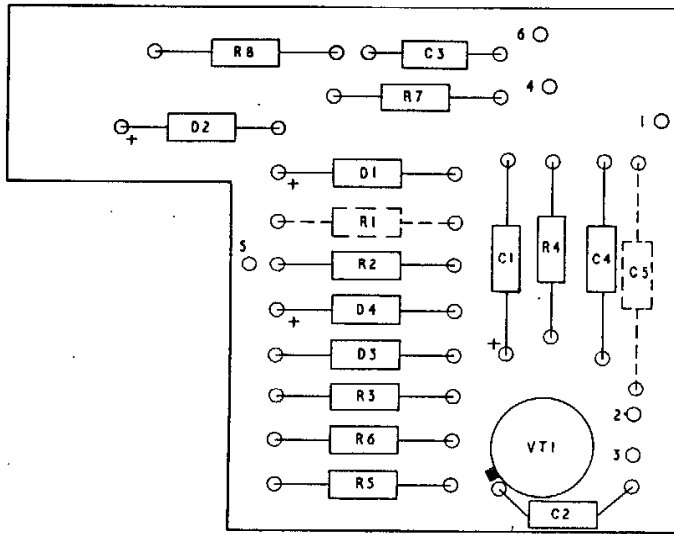 6
R8
C3
4
R7
1
+
D2
+
D1
R1
5
R2
C1
R4
C4
C5
+
D4
+
D3
R3
2
VT1
R6
3
R5
C2